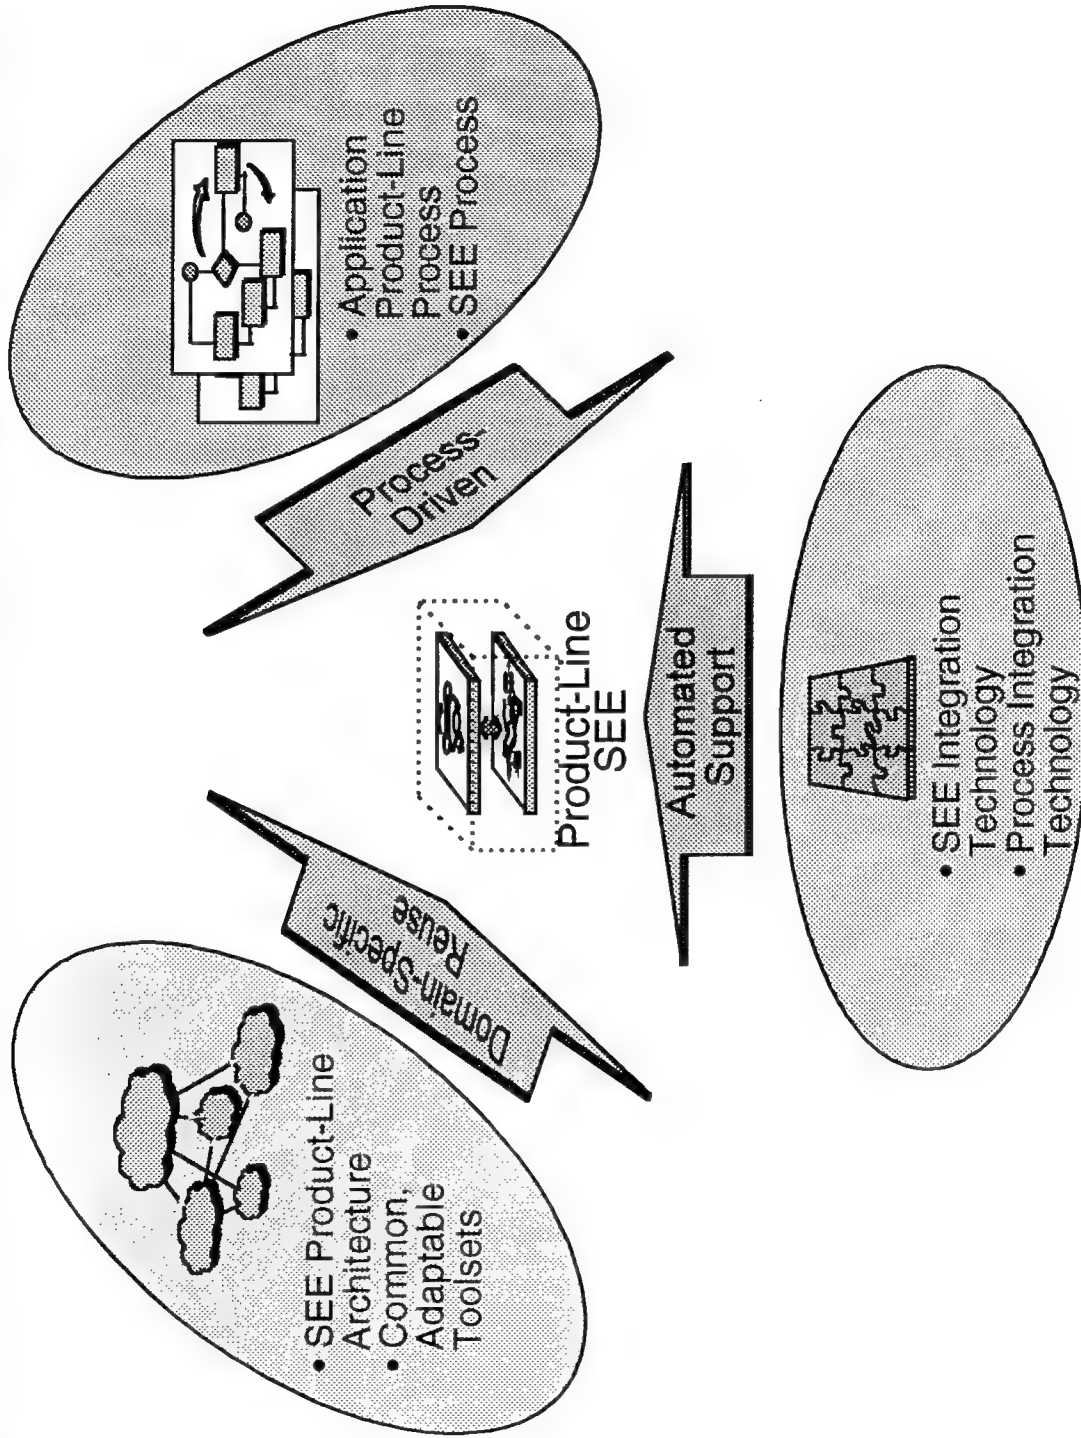 • SEE Product-Line
Architecture
• Common,
Adaptable
Toolsets
Domain-Specific
Reuse
• Application
Product-Line
Process
• SEE Process
Process-
Driven
Product-Line
SEE
Automated
Support
• SEE Integration
Technology
• Process Integration
Technology